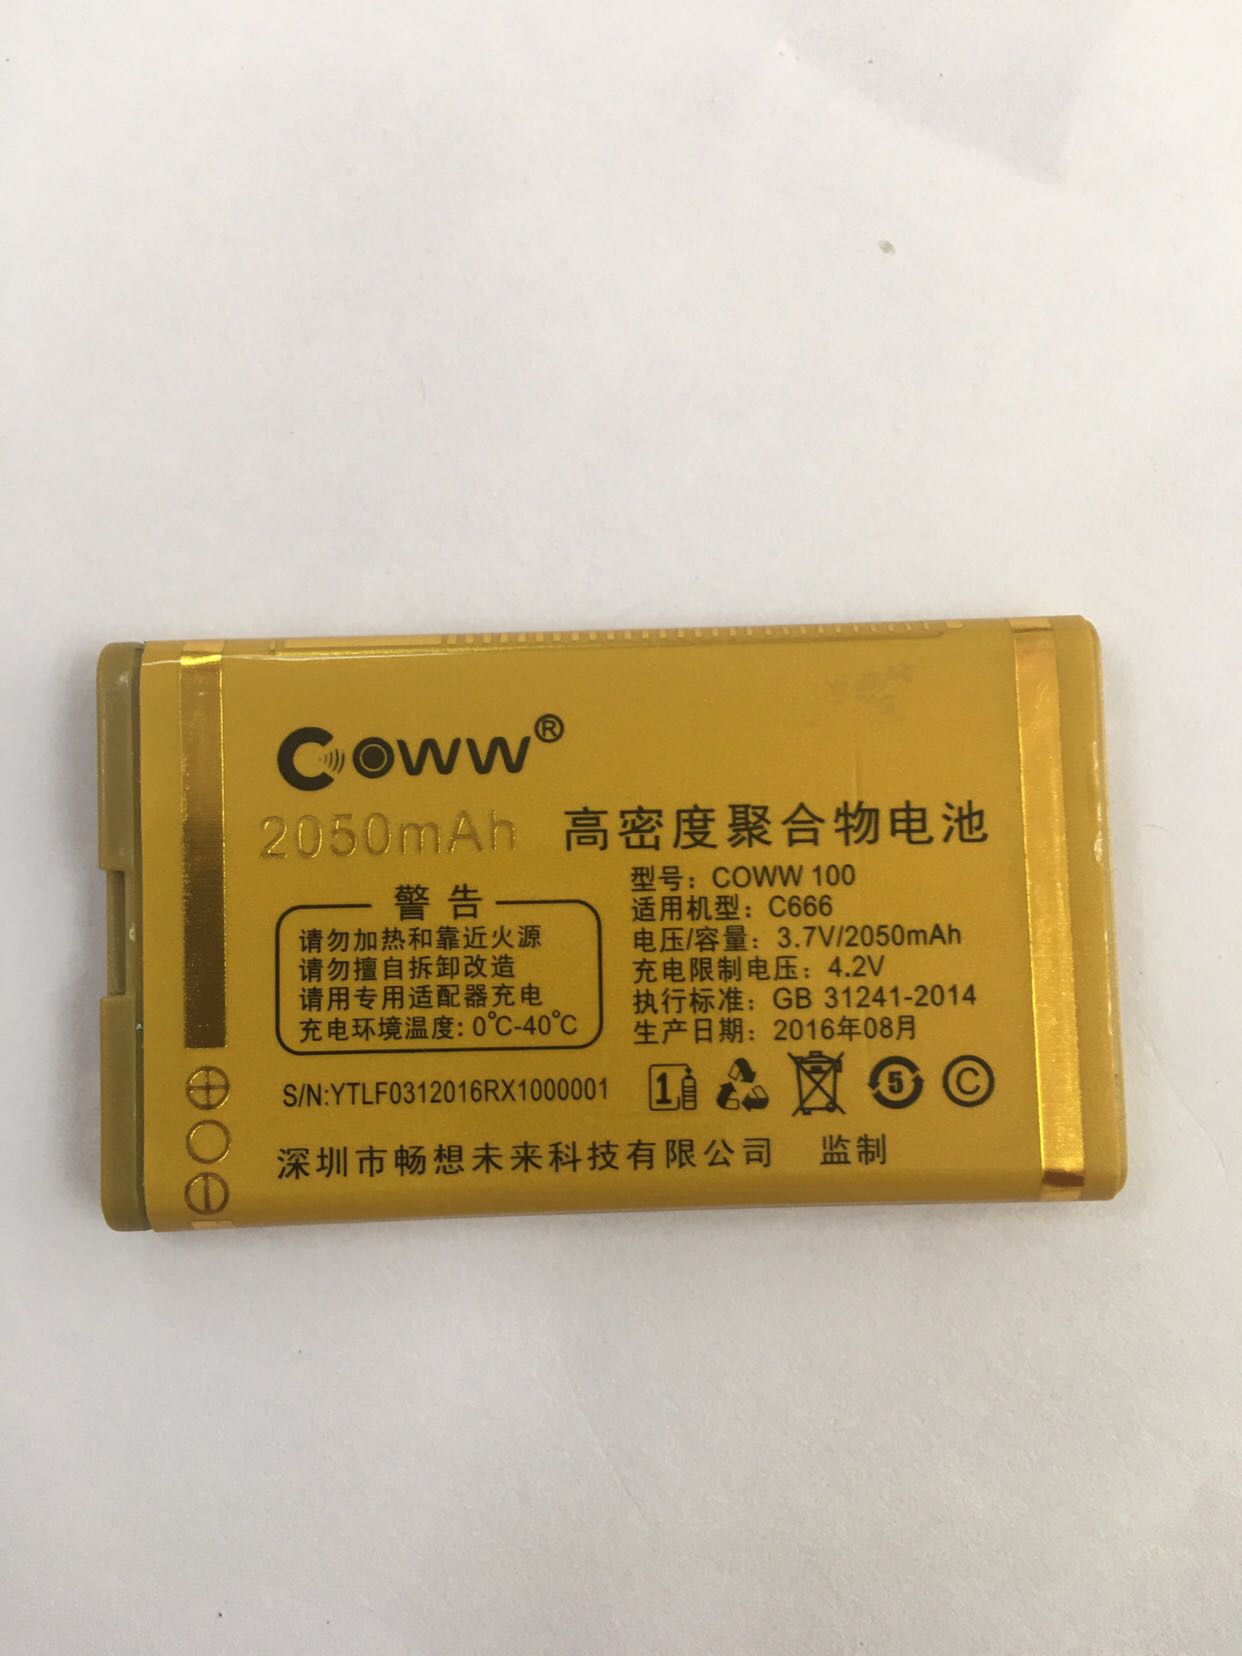 COWW®
2050mAh 高密度聚合物电池
警告
请勿加热和靠近火源
请勿擅自拆卸改造
请用专用适配器充电
充电环境温度：0℃-40℃
型号：COWW 100
适用机型：C666
电压/容量：3.7V/2050mAh
充电限制电压：4.2V
执行标准：GB 31241-2014
生产日期：2016年08月
S/N:YTLF0312016RX1000001
1
5
©
深圳市畅想未来科技有限公司 监制